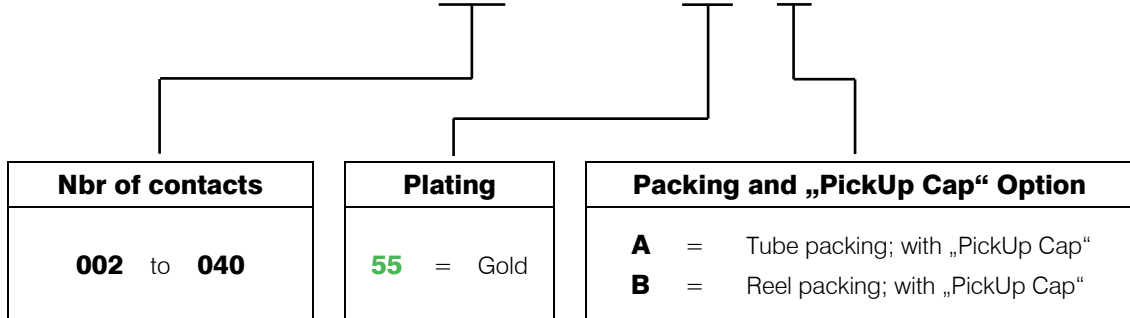 Nbr of contacts
002 to 040
Plating
55 = Gold
Packing and „PickUp Cap“ Option
A = Tube packing; with „PickUp Cap“
B = Reel packing; with „PickUp Cap“